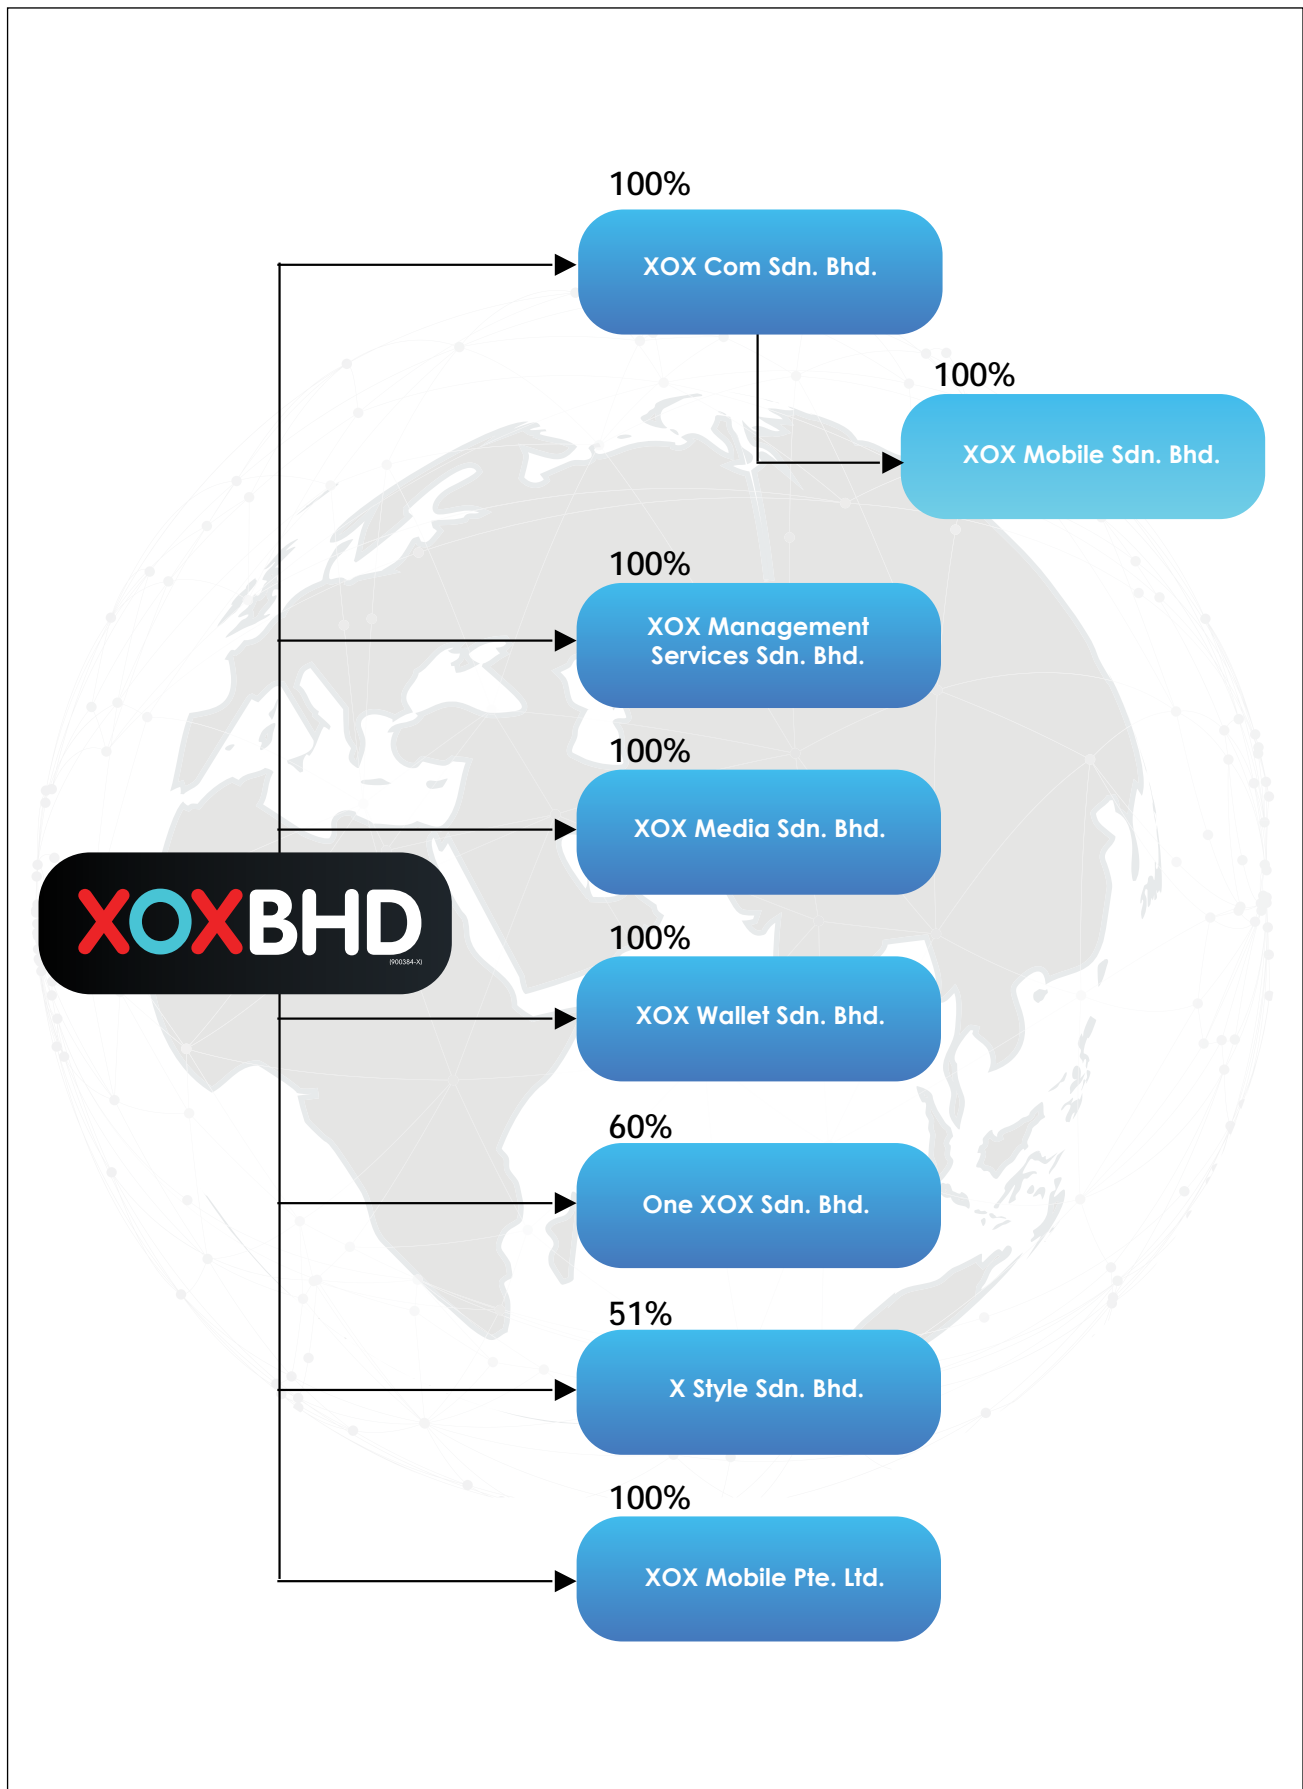 100%
XOX Com Sdn. Bhd.
100%
XOX Mobile Sdn. Bhd.
100%
XOX Management
Services Sdn. Bhd.
100%
XOX Media Sdn. Bhd.
XOXBHD
(900384-X)
100%
XOX Wallet Sdn. Bhd.
60%
One XOX Sdn. Bhd.
51%
X Style Sdn. Bhd.
100%
XOX Mobile Pte. Ltd.